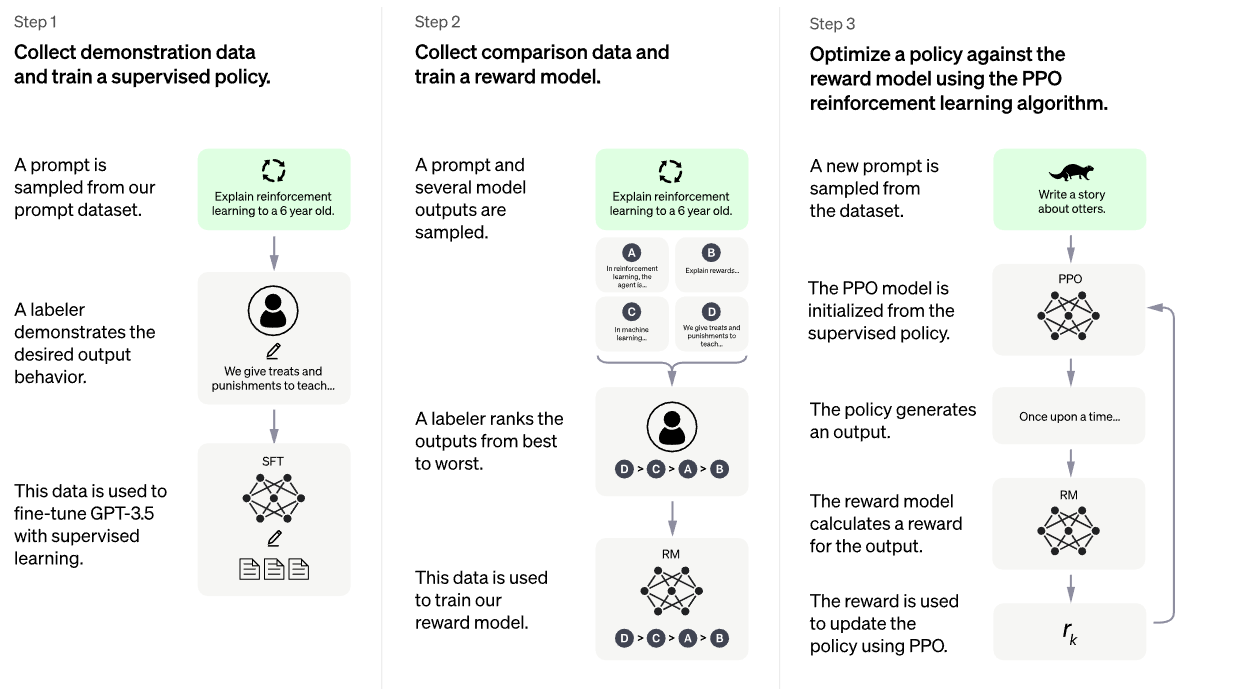 Step 1
Collect demonstration data
and train a supervised policy.
A prompt is
sampled from our
prompt dataset.
Explain reinforcement
learning to a 6 year old.
A labeler
demonstrates the
desired output
behavior.
We give treats and
punishments to teach...
This data is used to
fine-tune GPT-3.5
with supervised
learning.
SFT
Step 2
Collect comparison data and
train a reward model.
A prompt and
several model
outputs are
sampled.
Explain reinforcement
learning to a 6 year old.
A
In reinforcement
learning, the
agent is...
B
Explain rewards...
C
In machine
learning...
D
We give treats and
punishments to
teach...
A labeler ranks the
outputs from best
to worst.
D > C > A > B
This data is used
to train our
reward model.
RM
D > C > A > B
Step 3
Optimize a policy against the
reward model using the PPO
reinforcement learning algorithm.
A new prompt is
sampled from
the dataset.
Write a story
about otters.
The PPO model is
initialized from the
supervised policy.
PPO
The policy generates
an output.
Once upon a time...
The reward model
calculates a reward
for the output.
RM
The reward is used
to update the
policy using PPO.
r_k